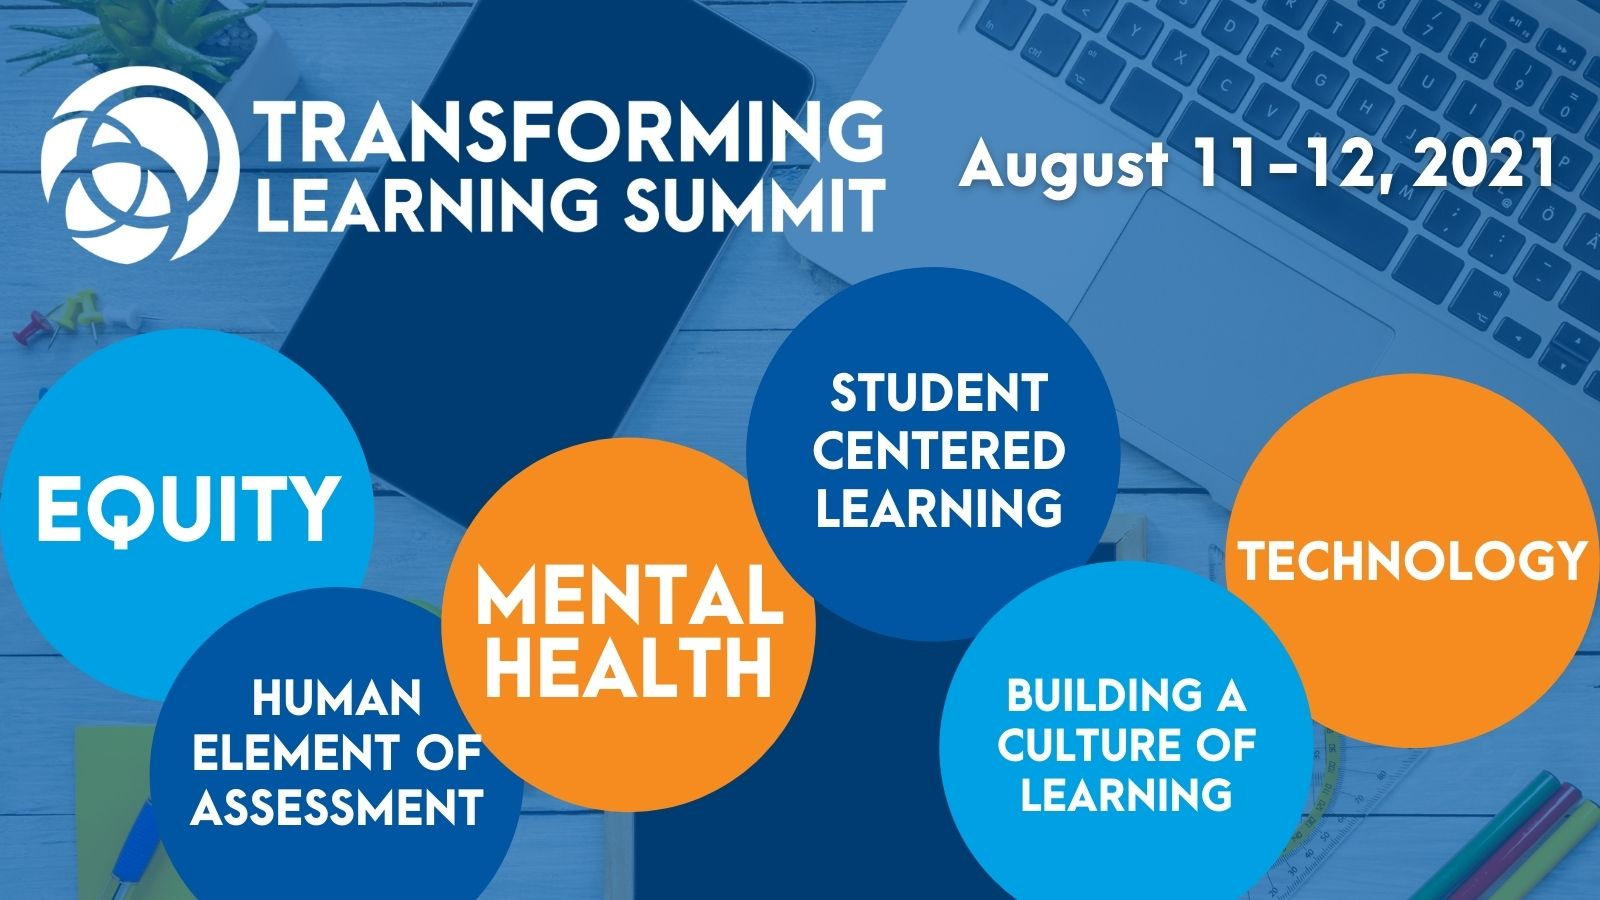 TRANSFORMING
LEARNING SUMMIT
August 11-12, 2021
EQUITY
HUMAN
ELEMENT OF
ASSESSMENT
MENTAL
HEALTH
STUDENT
CENTERED
LEARNING
BUILDING A
CULTURE OF
LEARNING
TECHNOLOGY